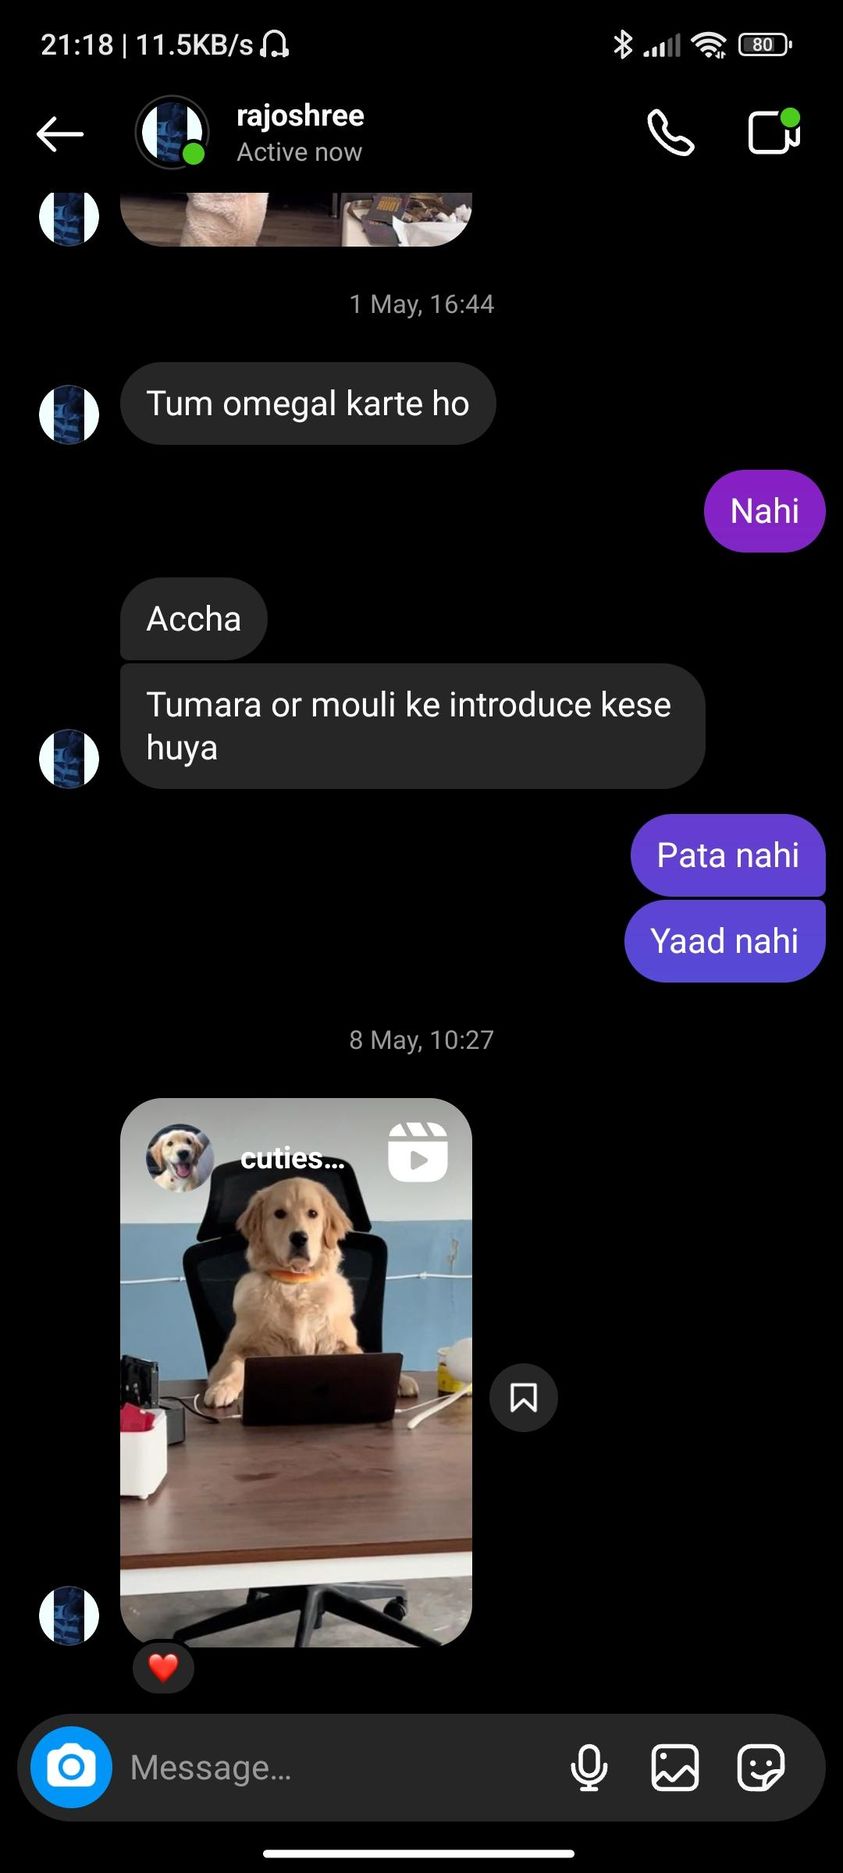 21:18 | 11.5KB/s
80
rajoshree
Active now
1 May, 16:44
Tum omegal karte ho
Nahi
Accha
Tumara or mouli ke introduce kese
huya
Pata nahi
Yaad nahi
8 May, 10:27
cuties...
Message...